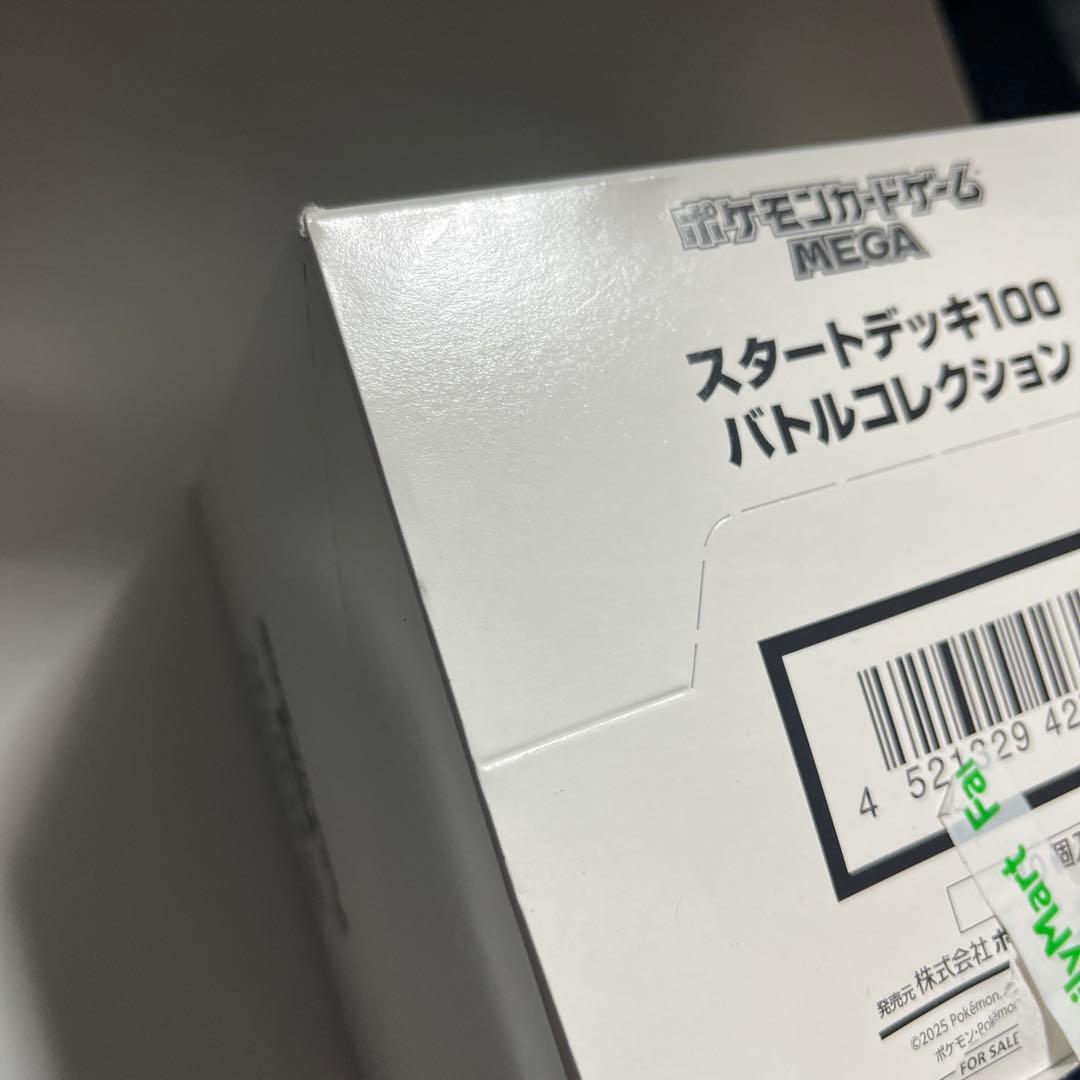 ポケモンカードゲーム
MEGA
スタートデッキ100
バトルコレクション
4 521329 42
FamilyMart
発売元 株式会社ポ
©2025 Pokémon.
ポケモン・Pokémon
FOR SALE